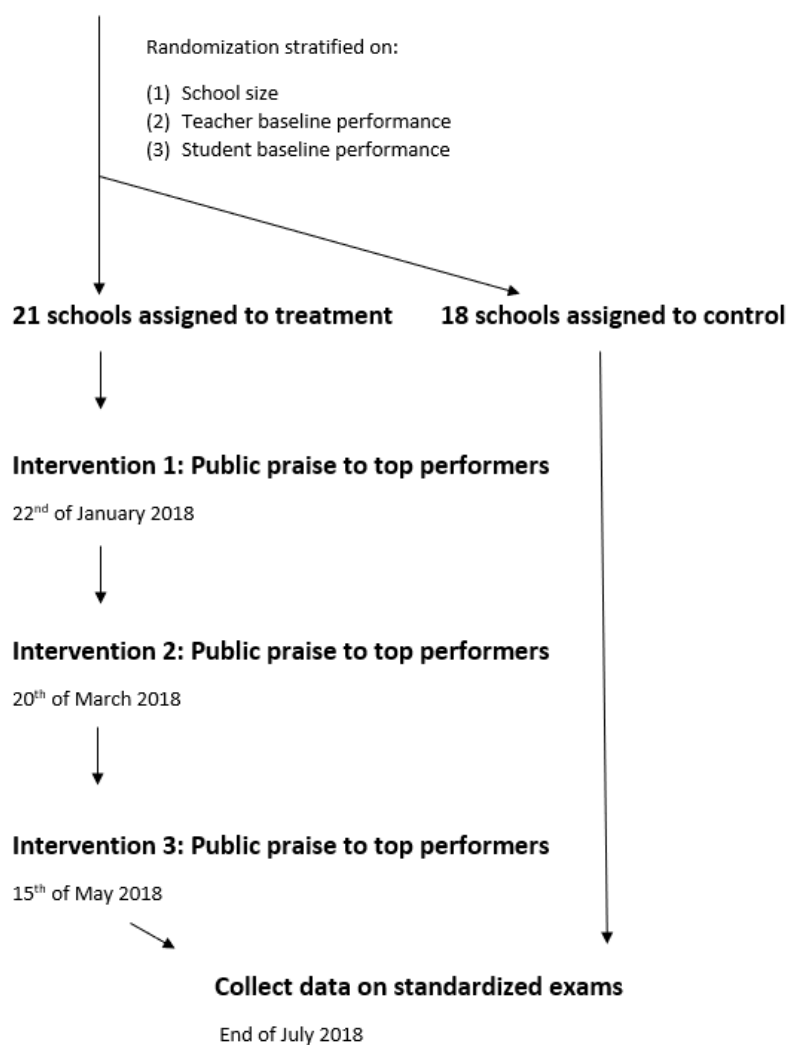 Randomization stratified on:
(1) School size
(2) Teacher baseline performance
(3) Student baseline performance
21 schools assigned to treatment
18 schools assigned to control
Intervention 1: Public praise to top performers
22nd of January 2018
Intervention 2: Public praise to top performers
20th of March 2018
Intervention 3: Public praise to top performers
15th of May 2018
Collect data on standardized exams
End of July 2018